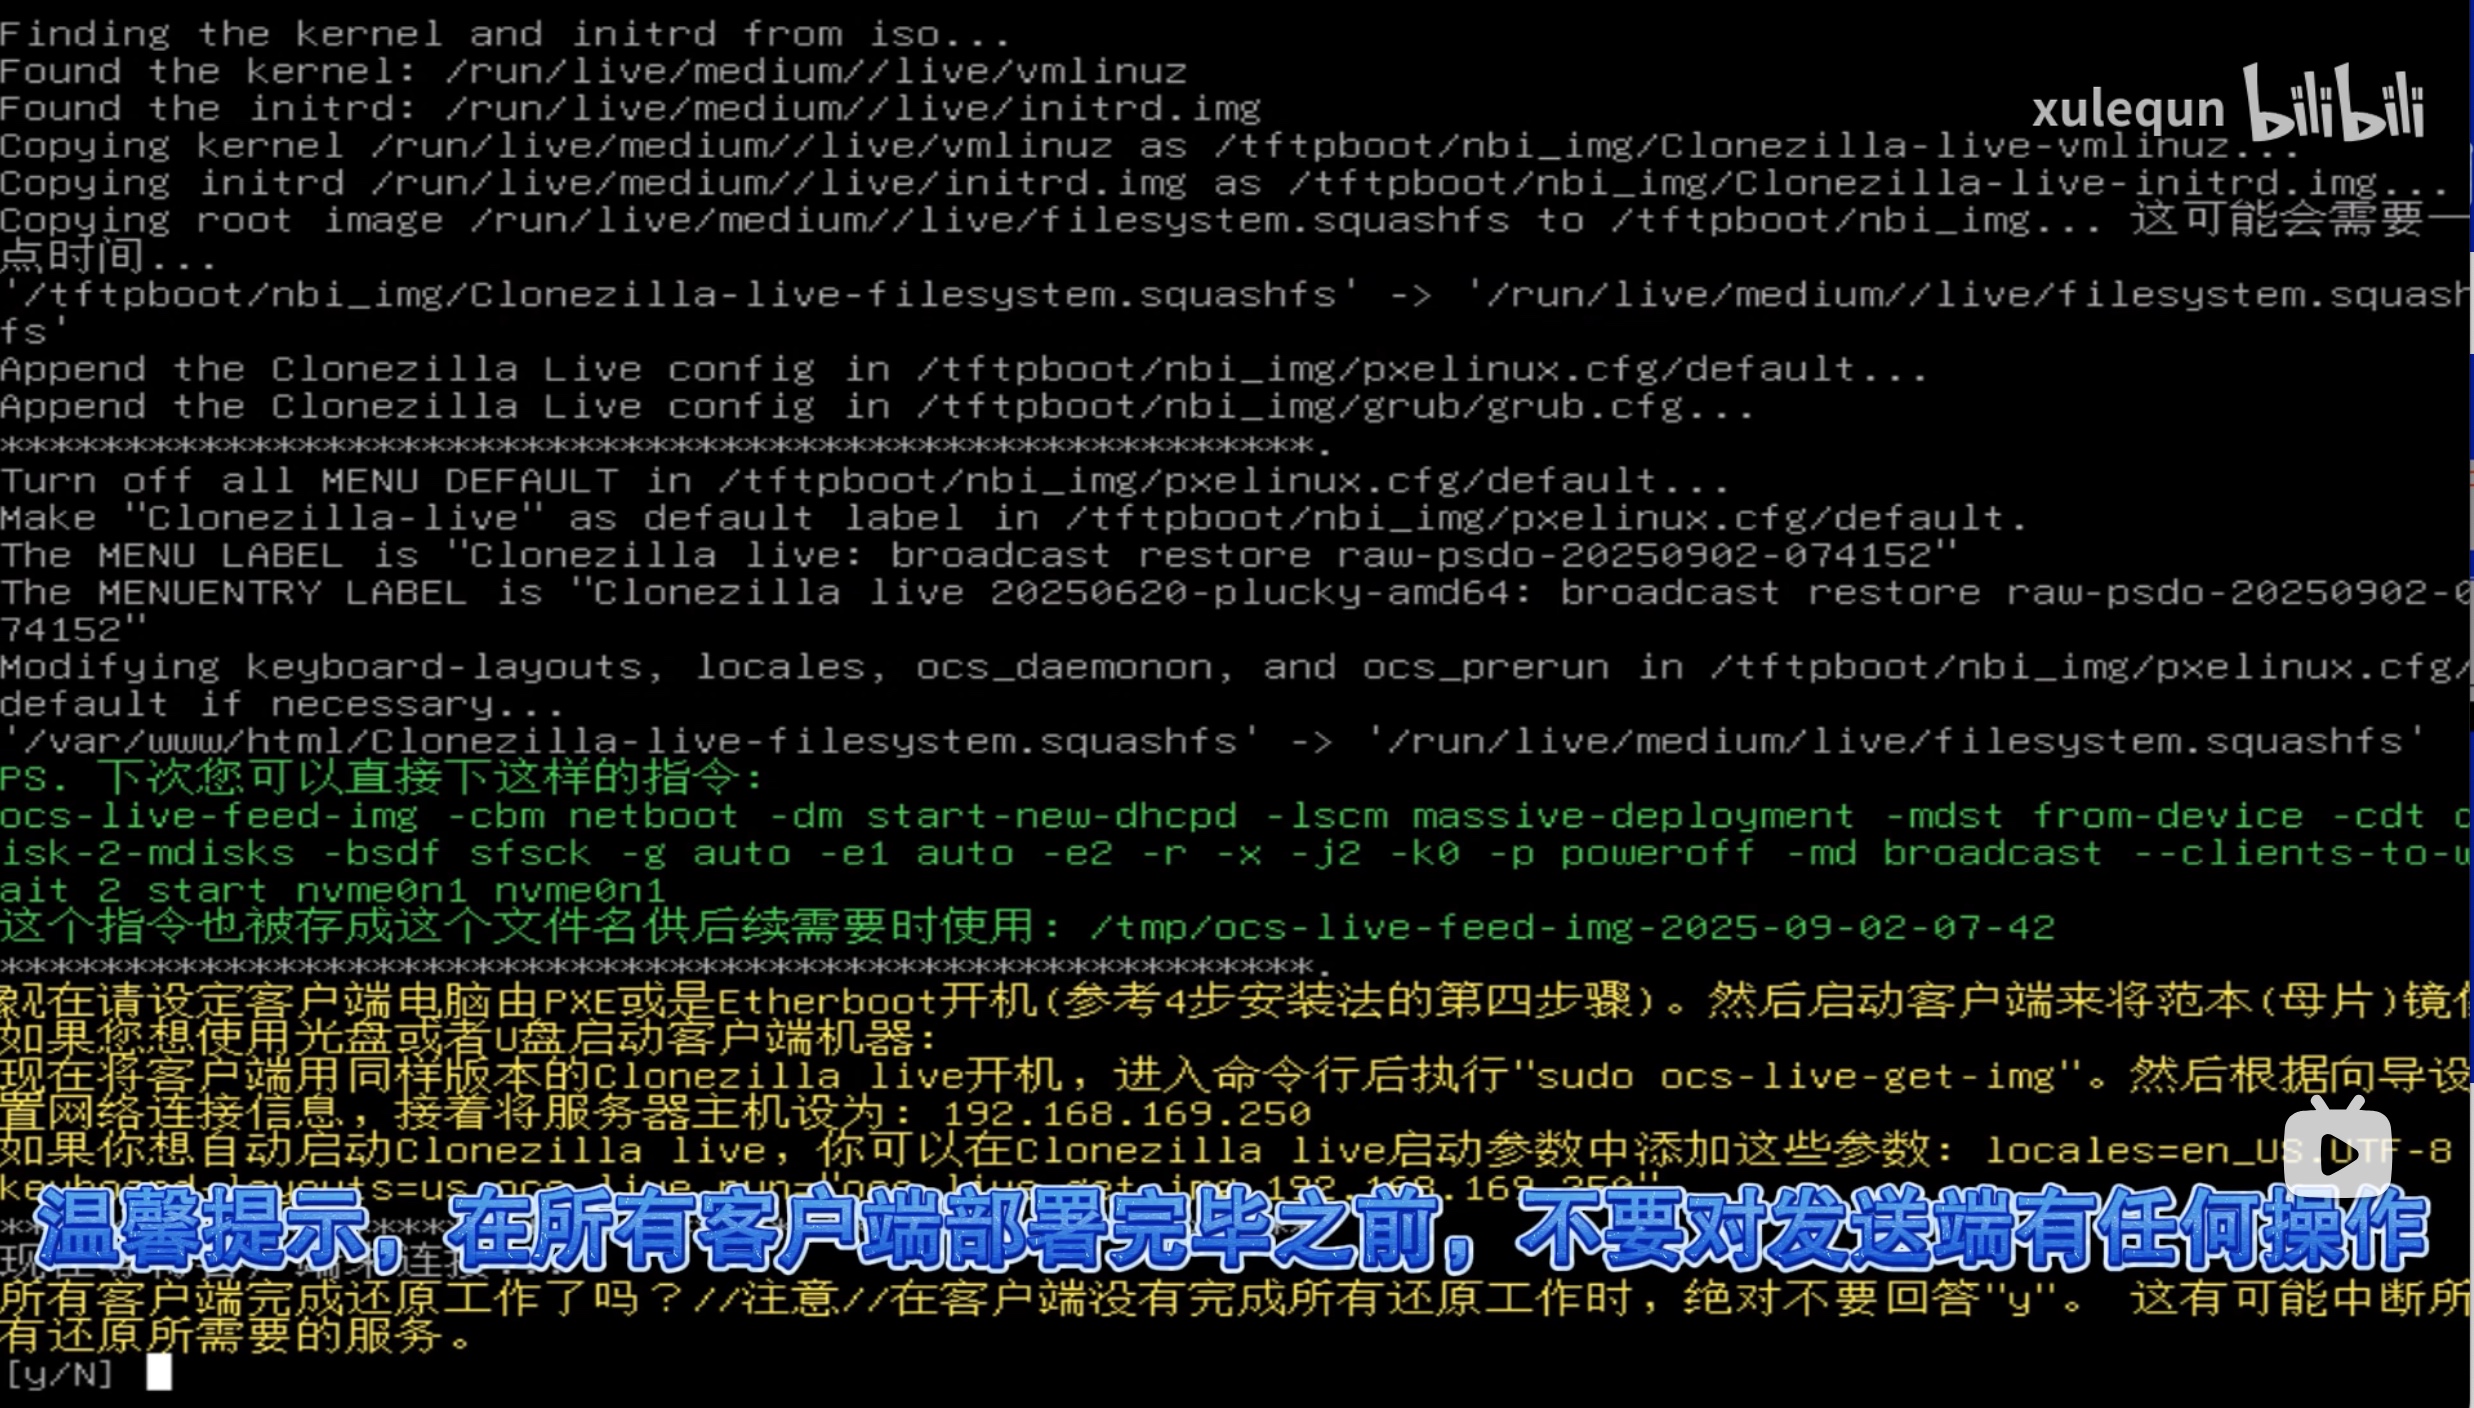 Finding the kernel and initrd from iso...
Found the kernel: /run/live/medium//live/vmlinuz
xulequn bilibili
Found the initrd: /run/live/medium//live/initrd.img
Copying kernel /run/live/medium//live/vmlinuz as /tftpboot/nbi_img/Clonezilla-live-vmlinuz...
Copying initrd /run/live/medium//live/initrd.img as /tftpboot/nbi_img/Clonezilla-live-initrd.img...
Copying root image /run/live/medium//live/filesystem.squashfs to /tftpboot/nbi_img... 这可能会需要一
点时间...
'/tftpboot/nbi_img/Clonezilla-live-filesystem.squashfs' -> '/run/live/medium//live/filesystem.squash
fs'
Append the Clonezilla Live config in /tftpboot/nbi_img/pxelinux.cfg/default...
Append the Clonezilla Live config in /tftpboot/nbi_img/grub/grub.cfg...
*****************************************************.
Turn off all MENU DEFAULT in /tftpboot/nbi_img/pxelinux.cfg/default...
Make "Clonezilla-live" as default label in /tftpboot/nbi_img/pxelinux.cfg/default.
The MENU LABEL is "Clonezilla live: broadcast restore raw-psdo-20250902-074152"
The MENUENTRY LABEL is "Clonezilla live 20250620-plucky-amd64: broadcast restore raw-psdo-20250902-0
74152"
Modifying keyboard-layouts, locales, ocs_daemonon, and ocs_prerun in /tftpboot/nbi_img/pxelinux.cfg/
default if necessary...
'/var/www/html/Clonezilla-live-filesystem.squashfs' -> '/run/live/medium/live/filesystem.squashfs'
PS. 下次您可以直接下这样的指令:
ocs-live-feed-img -cbm netboot -dm start-new-dhcpd -lscm massive-deployment -mdst from-device -cdt d
isk-2-mdisks -bsdf sfsck -g auto -e1 auto -e2 -r -x -j2 -k0 -p poweroff -md broadcast --clients-to-w
ait 2 start nvme0n1 nvme0n1
这个指令也被存成这个文件名供后续需要时使用: /tmp/ocs-live-feed-img-2025-09-02-07-42
*****************************************************.
在请设定客户端电脑由PXE或是Etherboot开机(参考4步安装法的第四步骤)。然后启动客户端来将范本(母片)镜
如果您想使用光盘或者U盘启动客户端机器:
现在将客户端用同样版本的Clonezilla live开机，进入命令行后执行"sudo ocs-live-get-img"。然后根据向导设
置网络连接信息，接着将服务器主机设为: 192.168.169.250
如果你想自动启动Clonezilla live，你可以在Clonezilla live启动参数中添加这些参数: locales=en_US.UTF-8
温馨提示，在所有客户端部署完毕之前，不要对发送端有任何操作
所有客户端完成还原工作了吗？//注意//在客户端没有完成所有还原工作时，绝对不要回答"y"。 这有可能中断所
有还原所需要的服务。
[y/N]